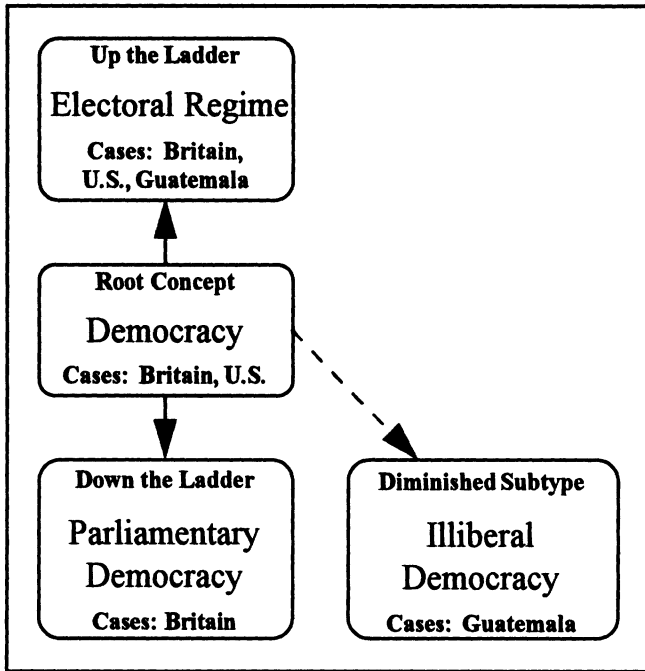 Up the Ladder
Electoral Regime
Cases: Britain,
U.S., Guatemala
Root Concept
Democracy
Cases: Britain, U.S.
Down the Ladder
Parliamentary
Democracy
Cases: Britain
Diminished Subtype
Illiberal
Democracy
Cases: Guatemala